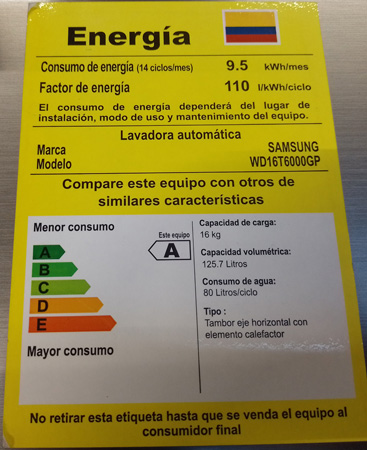 Energía
Consumo de energía (14 ciclos/mes) 9.5 kWh/mes
Factor de energía 110 l/kWh/ciclo
El consumo de energía dependerá del lugar de
instalación, modo de uso y mantenimiento del equipo.
Lavadora automática
Marca SAMSUNG
Modelo WD16T6000GP
Compare este equipo con otros de
similares características
Menor consumo
Este equipo
A
A
B
C
D
E
Mayor consumo
Capacidad de carga:
16 kg
Capacidad volumétrica:
125.7 Litros
Consumo de agua:
80 Litros/ciclo
Tipo :
Tambor eje horizontal con
elemento calefactor
No retirar esta etiqueta hasta que se venda el equipo al
consumidor final